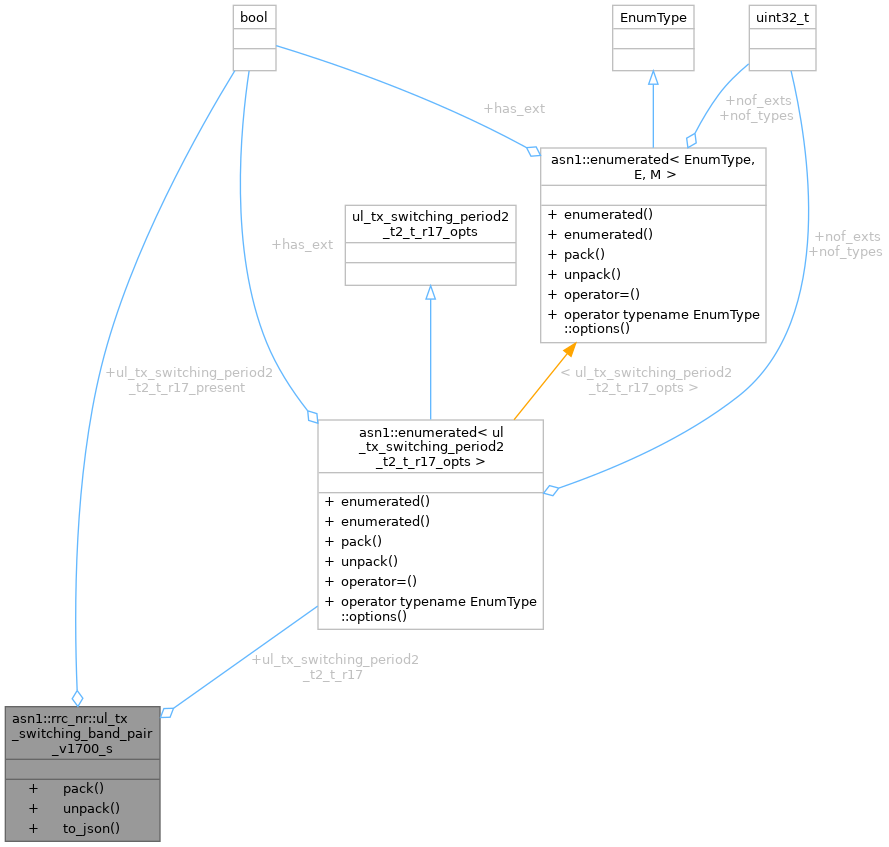 bool
EnumType
uint32_t
+has_ext
+nof_exts
+nof_types
asn1::enumerated< EnumType,
E, M >
+ enumerated()
+ enumerated()
+ pack()
+ unpack()
+ operator=()
+ operator typename EnumType
::options()
ul_tx_switching_period2
_t2_t_r17_opts
+has_ext
+nof_exts
+nof_types
+ul_tx_switching_period2
_t2_t_r17_present
< ul_tx_switching_period2
_t2_t_r17_opts >
asn1::enumerated< ul
_tx_switching_period2
_t2_t_r17_opts >
+ enumerated()
+ enumerated()
+ pack()
+ unpack()
+ operator=()
+ operator typename EnumType
::options()
+ul_tx_switching_period2
_t2_t_r17
asn1::rrc_nr::ul_tx
_switching_band_pair
_v1700_s
+ pack()
+ unpack()
+ to_json()